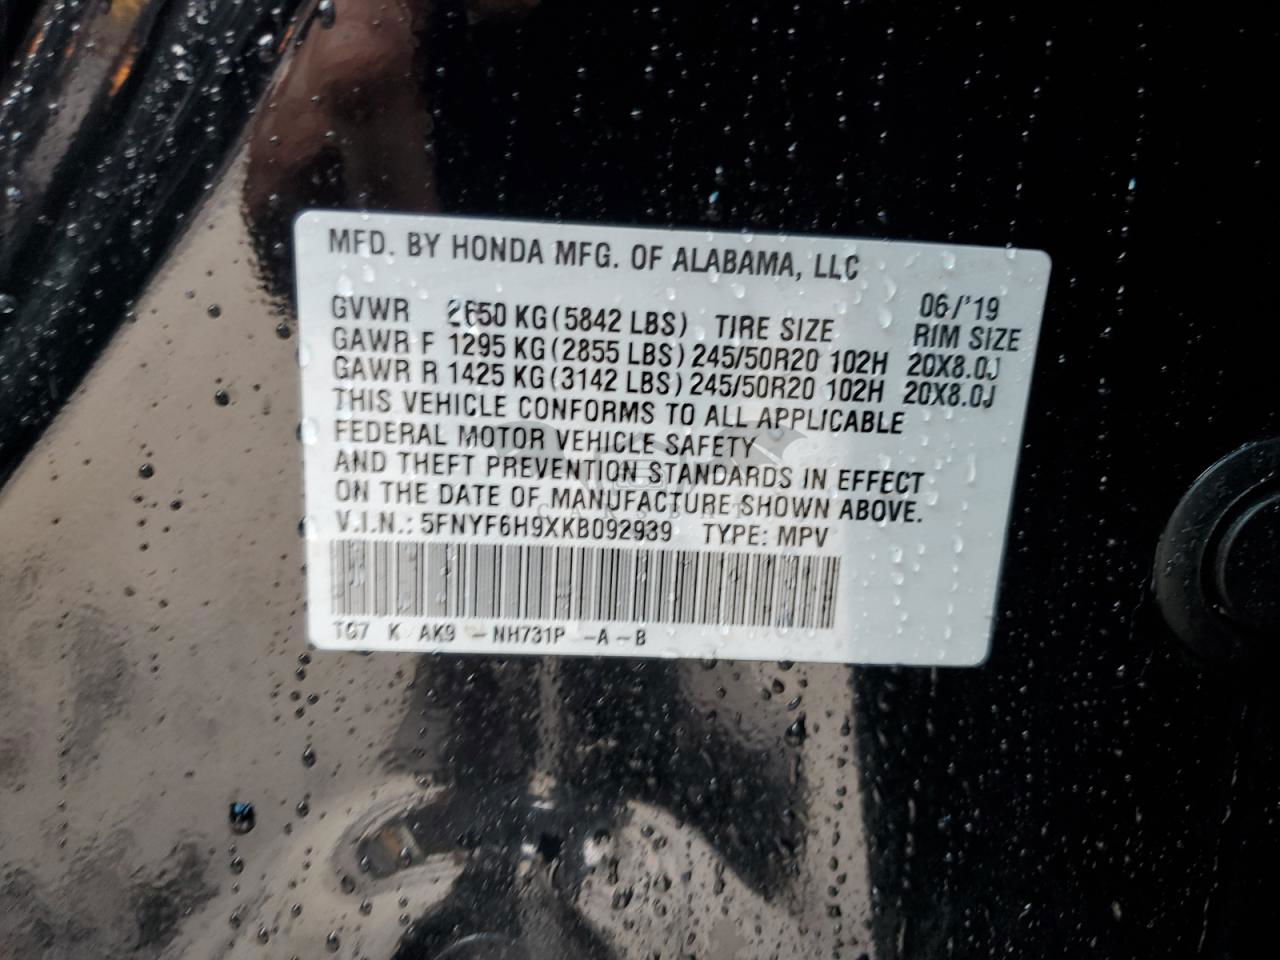 MFD. BY HONDA MFG. OF ALABAMA, LLC
06/'19
GVWR 2650 KG (5842 LBS) TIRE SIZE RIM SIZE
GAWR F 1295 KG (2855 LBS) 245/50R20 102H 20X8.0J
GAWR R 1425 KG (3142 LBS) 245/50R20 102H 20X8.0J
THIS VEHICLE CONFORMS TO ALL APPLICABLE
FEDERAL MOTOR VEHICLE SAFETY
AND THEFT PREVENTION STANDARDS IN EFFECT
ON THE DATE OF MANUFACTURE SHOWN ABOVE.
V.I.N.: 5FNYF6H9XKB092939 TYPE: MPV
TG7 K AK9 - NH731P -A -B